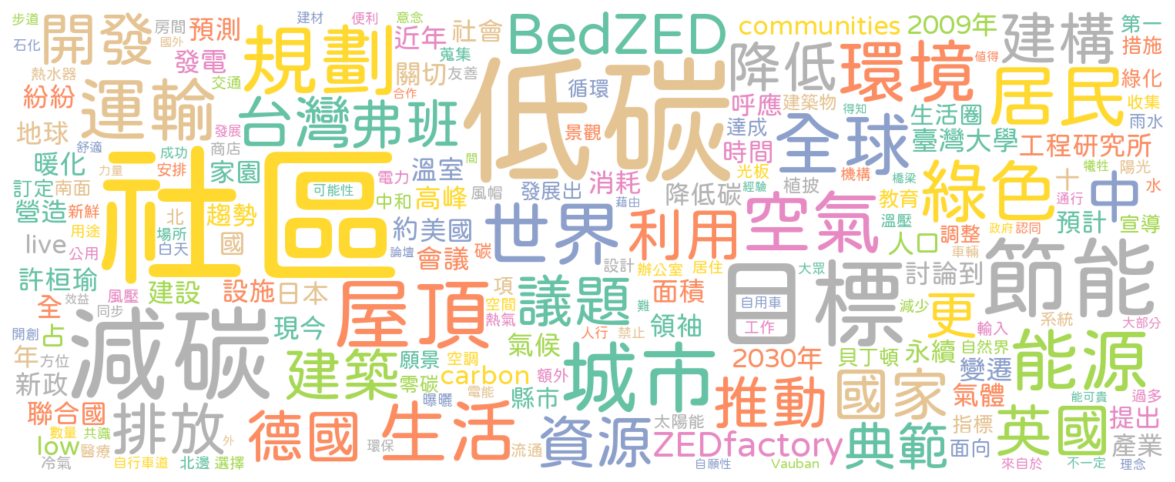 步道 建材 便利 意念
石化 開發 房間 預測 近年 社會 BedZED communities 2009年 建構 第一
國外 措施
熱水器 發電 規劃 關切 蒐集 友善 低碳 降低 環境 值得 綠化
紛紛 運輸 交通 合作 循環 呼應 建築物 得知 生活圈 居民 收集
地球 發展 台灣弗班 景觀 達成 全球 臺灣大學 工程研究所 雨水
暖化 舒適 商店 時間
成功 家園 溫室 間 消耗 光板 機構 橋梁 犧牲 陽光
訂定 南面 安排 力量 社區 可能性 電力 風帽 發展出 降低碳 植披 經驗 教育 綠色 十 通行 水
營造 新鮮 北 趨勢 中和 高峰 藉由 世界 利用 空氣 溫壓 中 預計 宣導
live 用途 場所 國 約美國 論壇 碳 人口 調整 政府 認同
公用 白天 會議 設計 辦公室 居住 大眾 討論到 車輛
許桓瑜 建設 設施 日本 屋頂 項 議題 面積 目標 節能
全 效益 風壓 空間 難 自用車 更 減少 系統 大部分
占 同步 現今 熱氣 人行 禁止 領袖 工作 輸入
開創 減碳 氣候 2030年 貝丁頓 永續 自然界 能源
年 方位 建築 願景 空調 城市 變遷
新政 零碳 carbon 額外 縣市 推動 國家 氣體 能可貴 過多
聯合國 排放 德國 曝曬 電能 生活 太陽能 指標 提出
數量 共識 外 資源 ZEDfactory 典範 面向 英國 產業
low 醫療 環保 流通
冷氣 自行車道 北邊 選擇 自願性 Vauban 來自於 不一定 理念